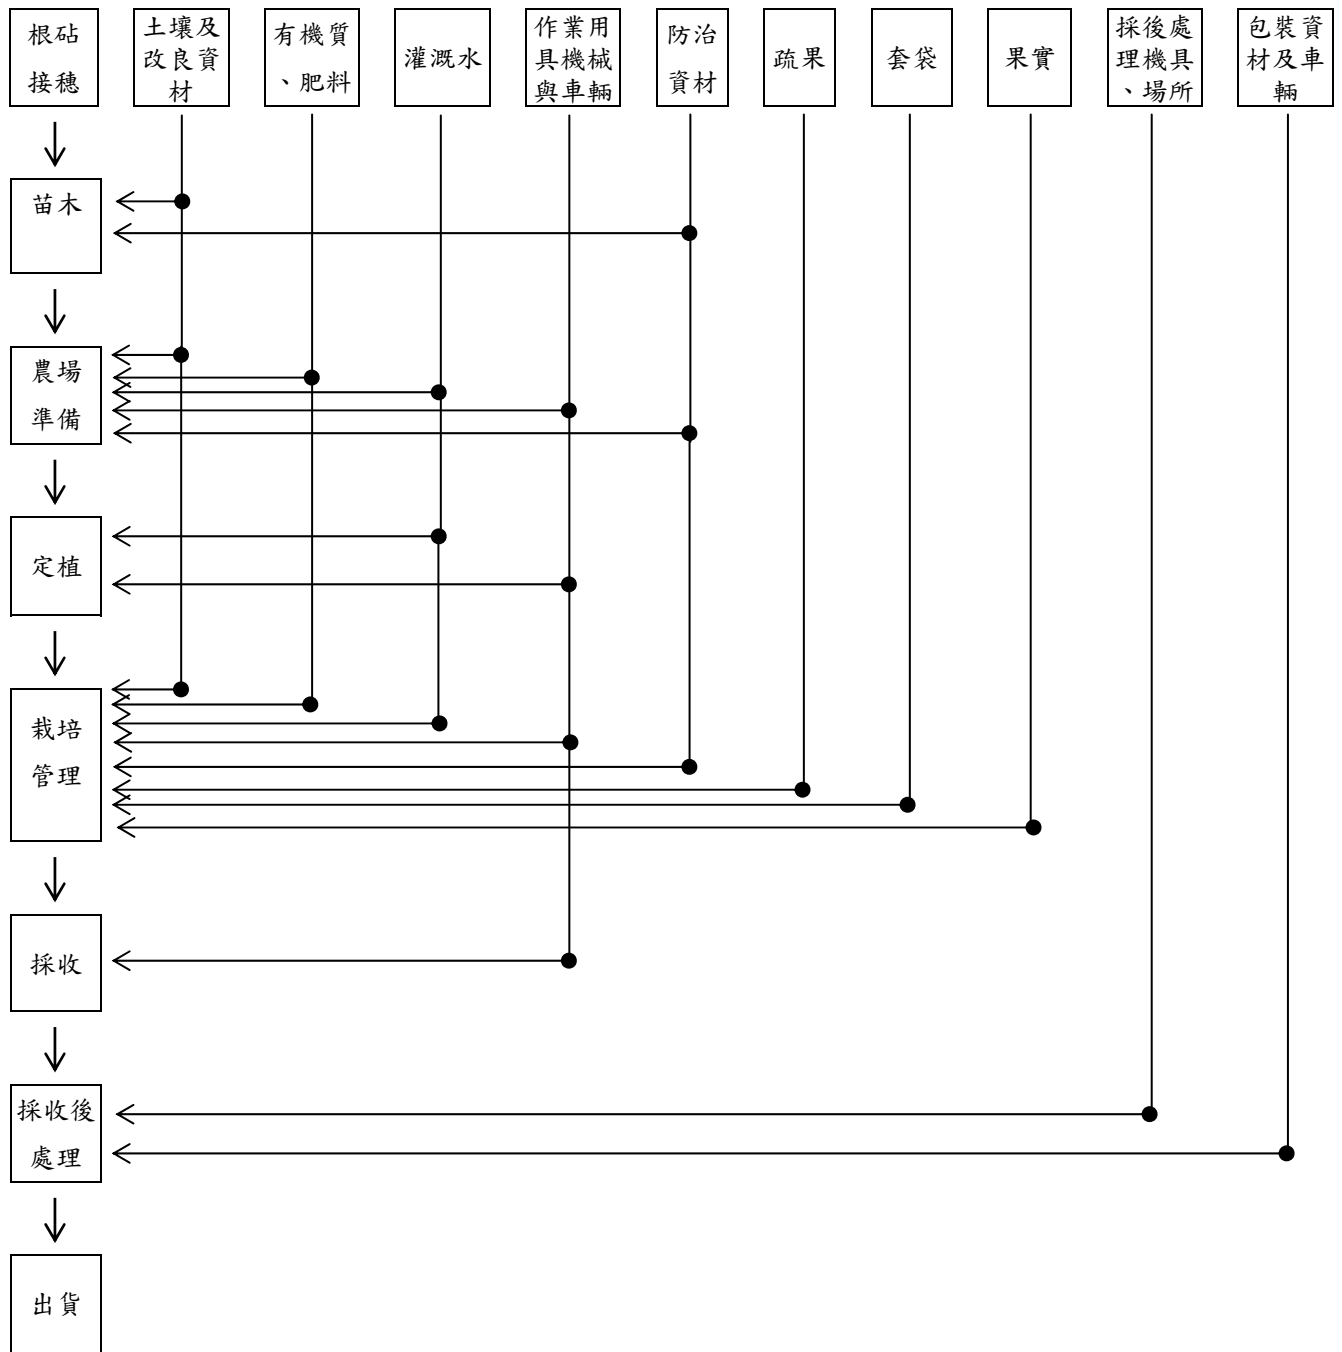 根砧
接穗
土壤及
改良資
材
有機質
、肥料
灌溉水
作業用
具機械
與車輛
防治
資材
疏果
套袋
果實
採後處
理機具
、場所
包裝資
材及車
輛
苗木
農場
準備
定植
栽培
管理
採收
採收後
處理
出貨